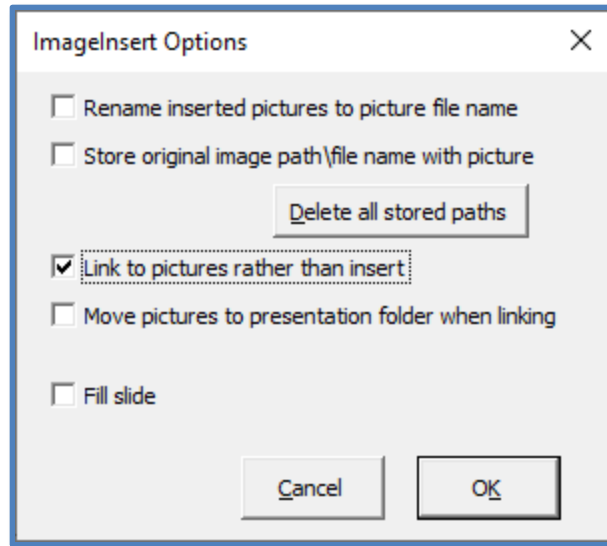 ImageInsert Options
Rename inserted pictures to picture file name
Store original image path\file name with picture
Delete all stored paths
Link to pictures rather than insert
Move pictures to presentation folder when linking
Fill slide
Cancel OK